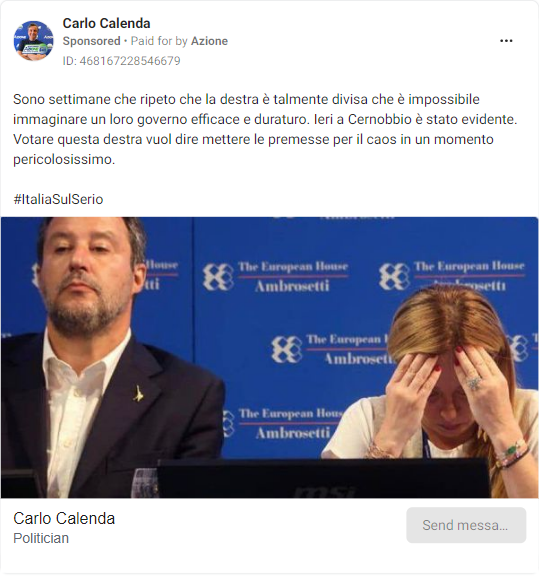 Carlo Calenda
Sponsored • Paid for by Azione
ID: 468167228546679
Sono settimane che ripeto che la destra è talmente divisa che è impossibile
immaginare un loro governo efficace e duraturo. Ieri a Cernobbio è stato evidente.
Votare questa destra vuol dire mettere le premesse per il caos in un momento
pericolosissimo.
#ItaliaSulSerio
House
tti
The European House
Ambrosetti
The European House
Ambrosetti
The European
Ambrosett
The European House
Ambrosetti
msi
Carlo Calenda
Politician
Send messa...